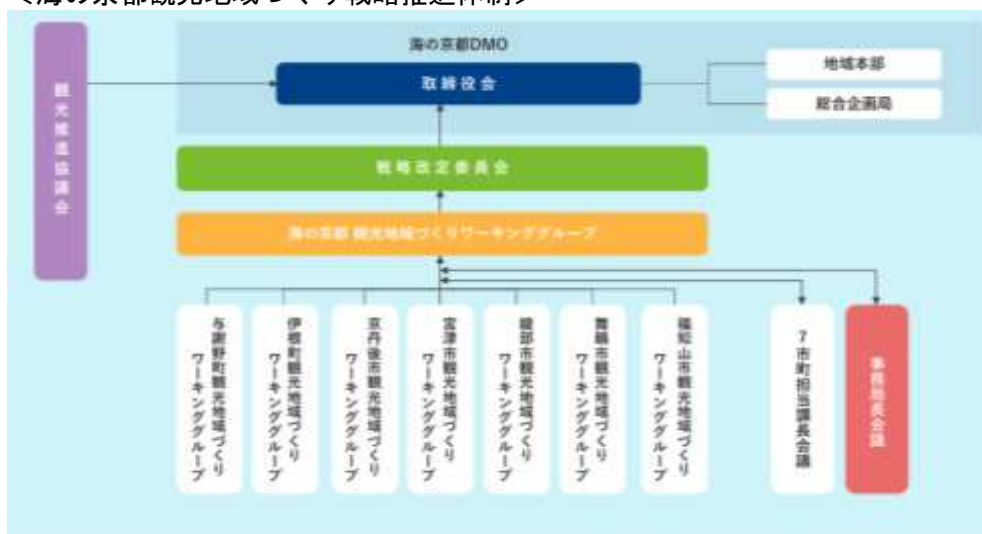 ＜海の京都観光地域づくり戦略推進体制＞
海の京都DMO
取締役会
地域本部
総合企画局
観光推進協議会
戦略改定委員会
海の京都 観光地域づくりワーキンググループ
与謝野町観光地域づくり
ワーキンググループ
伊根町観光地域づくり
ワーキンググループ
京丹後市観光地域づくり
ワーキンググループ
宮津市観光地域づくり
ワーキンググループ
綾部市観光地域づくり
ワーキンググループ
舞鶴市観光地域づくり
ワーキンググループ
福知山市観光地域づくり
ワーキンググループ
7市町担当課長会議
事務局長会議